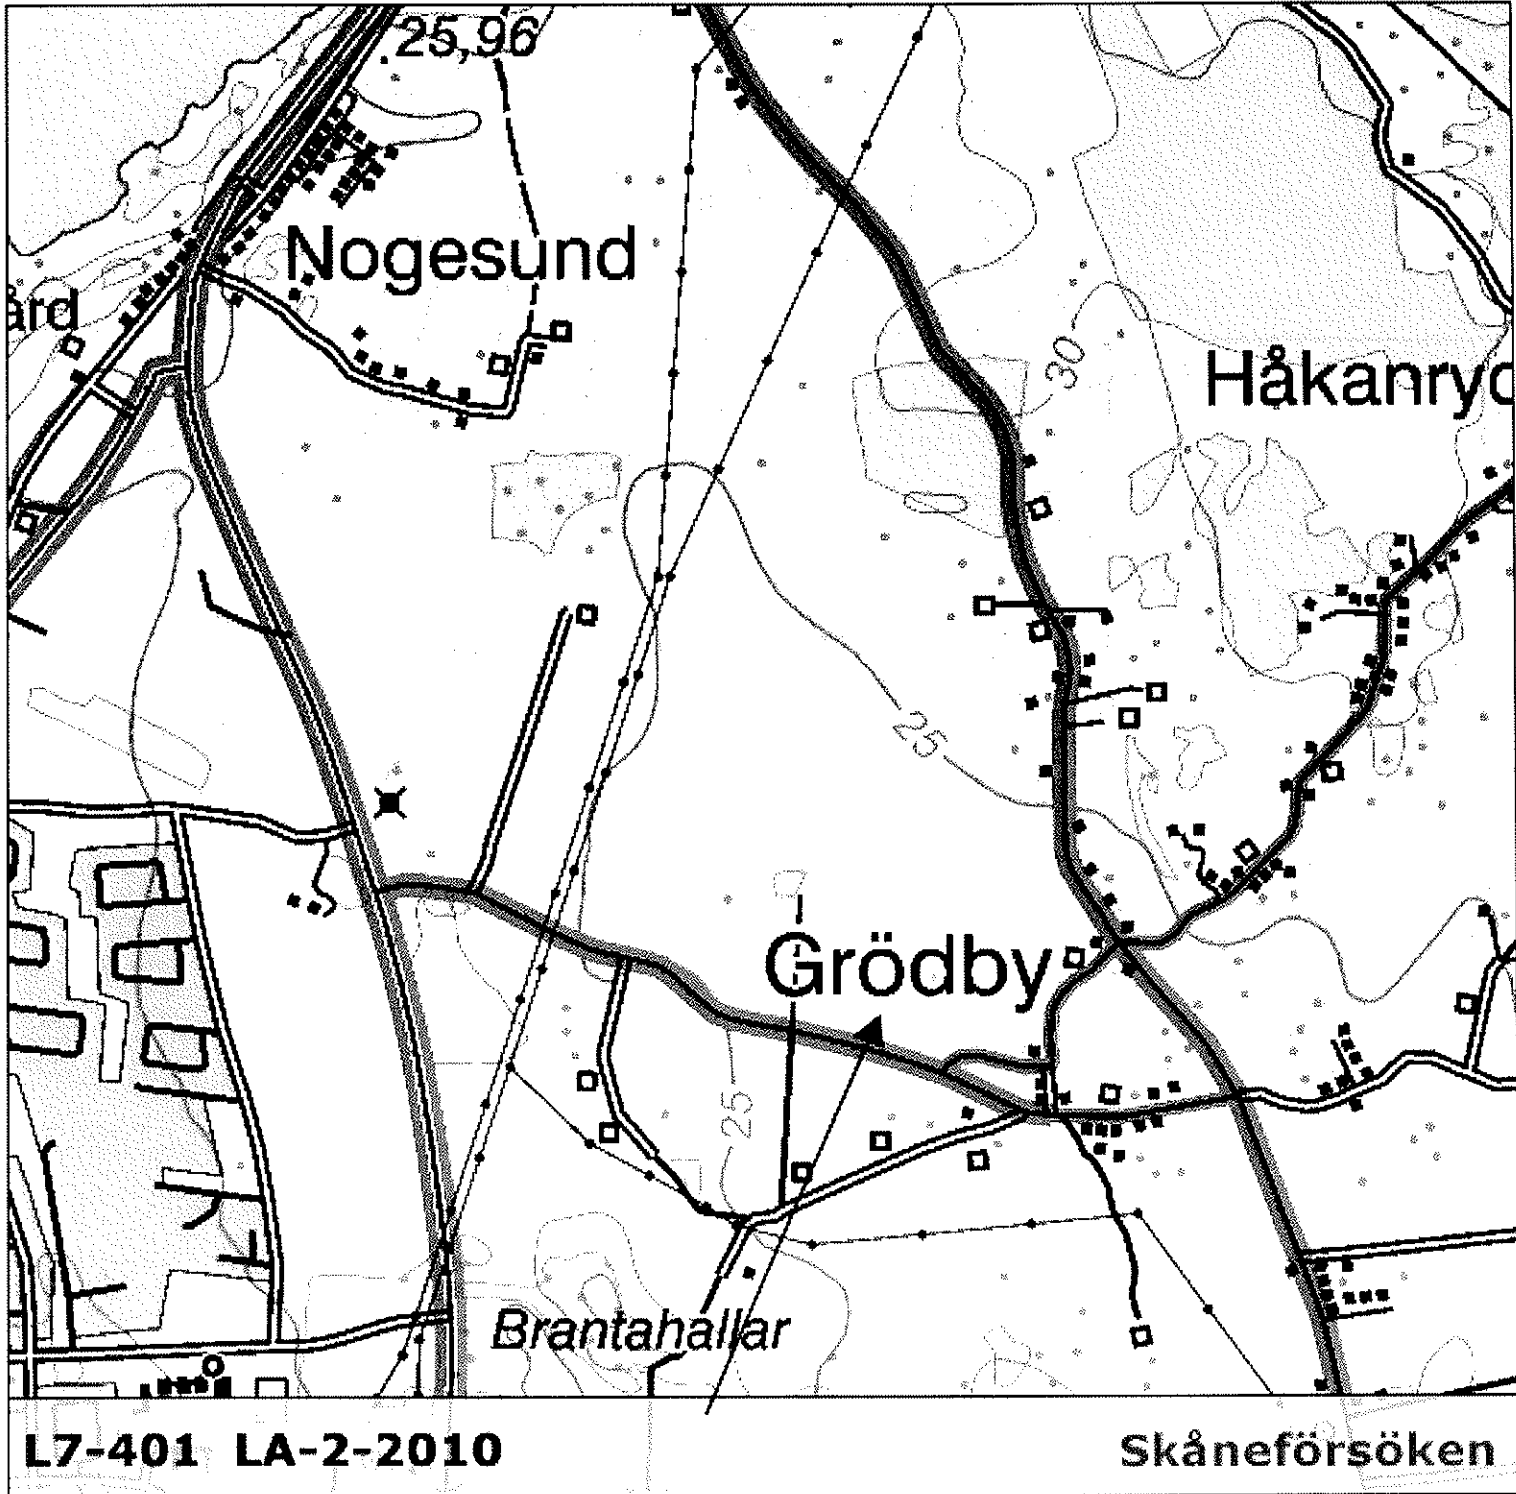 25,96
Nogesund
ård
30
Håkanryd
25
Grödby
25
Brantahallar
L7-401 LA-2-2010
Skåneförsöken